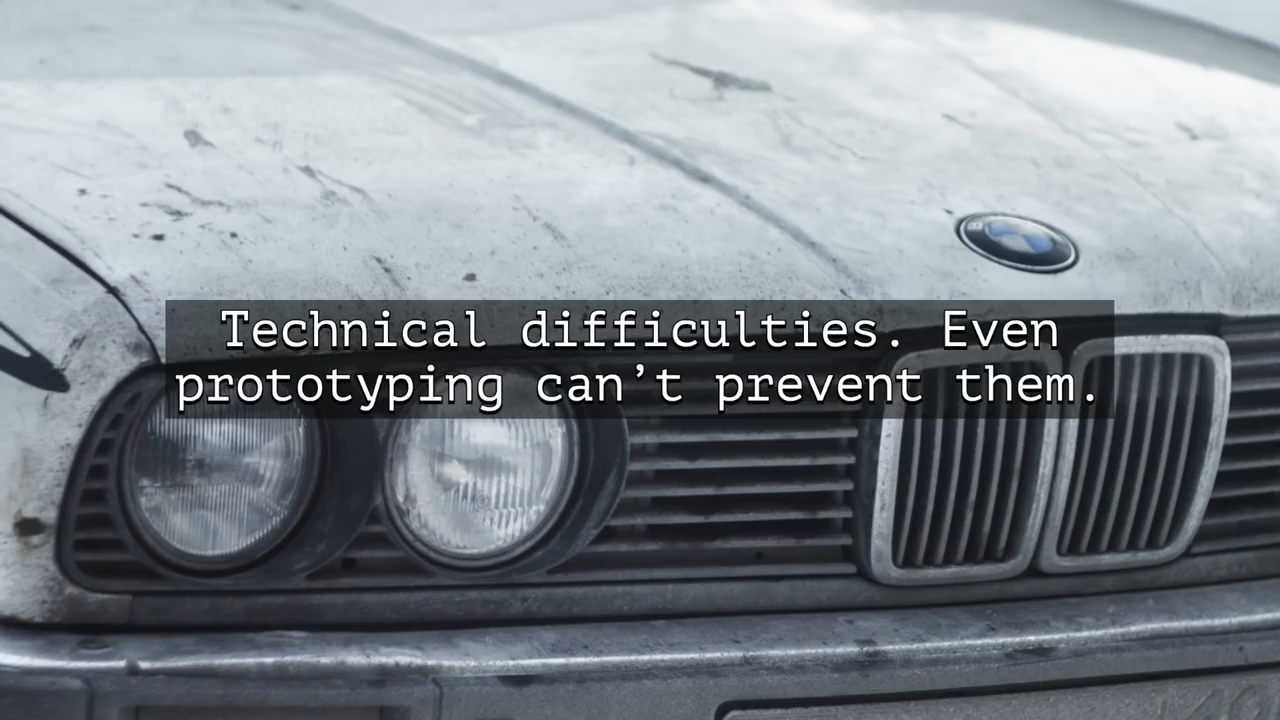 Technical difficulties. Even
prototyping can’t prevent them.